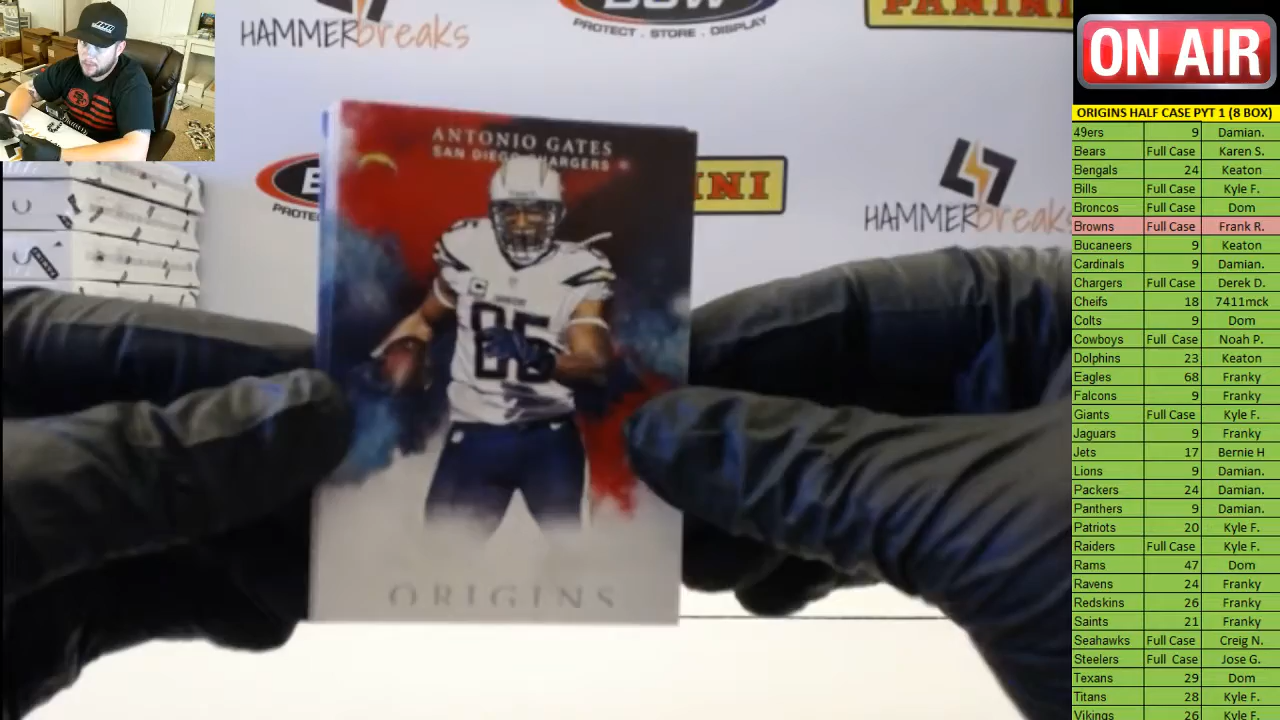 HAMMERbreaks
BCW
PROTECT . STORE . DISPLAY
PANINI
ON AIR
ANTONIO GATES
SAN DIEGO CHARGERS
85
ORIGINS
HAMMERbreaks
ORIGINS HALF CASE PYT 1 (8 BOX)
49ers 9 Damian.
Bears Full Case Karen S.
Bengals 24 Keaton
Bills Full Case Kyle F.
Broncos Full Case Dom
Browns Full Case Frank R.
Bucaneers 9 Keaton
Cardinals 9 Damian.
Chargers Full Case Derek D.
Cheifs 18 7411mck
Colts 9 Dom
Cowboys Full Case Noah P.
Dolphins 23 Keaton
Eagles 68 Franky
Falcons 9 Franky
Giants Full Case Kyle F.
Jaguars 9 Franky
Jets 17 Bernie H
Lions 9 Damian.
Packers 24 Damian.
Panthers 9 Damian.
Patriots 20 Kyle F.
Raiders Full Case Kyle F.
Rams 47 Dom
Ravens 24 Franky
Redskins 26 Franky
Saints 21 Franky
Seahawks Full Case Creig N.
Steelers Full Case Jose G.
Texans 29 Dom
Titans 28 Kyle F.
Vikings 26 Kyle F.